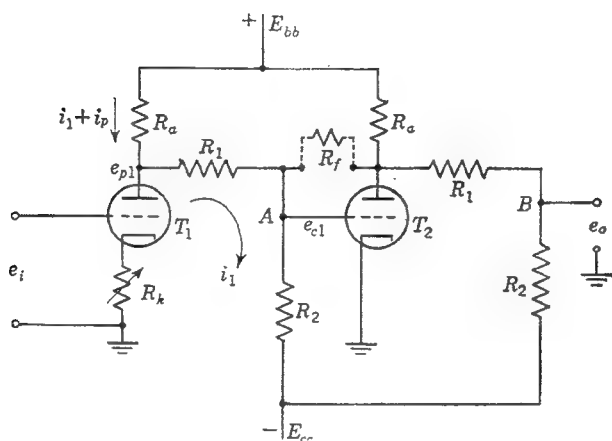 + E_bb
i_1 + i_p
R_a
R_a
R_1
R_f
R_1
e_p1
T_1
A
e_c1
T_2
B
e_o
e_i
i_1
R_k
R_2
R_2
- E_cc